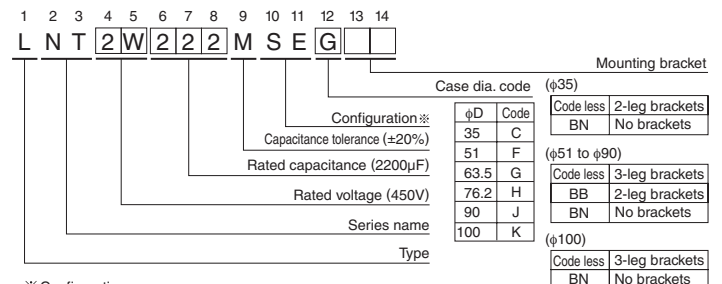 1 2 3 4 5 6 7 8 9 10 11 12 13 14
L N T 2 W 2 2 2 M S E G
Mounting bracket
Case dia. code
Configuration※
Capacitance tolerance (±20%)
Rated capacitance (2200µF)
Rated voltage (450V)
Series name
Type
ϕD Code
35 C
51 F
63.5 G
76.2 H
90 J
100 K
(ϕ35)
Code less 2-leg brackets
BN No brackets
(ϕ51 to ϕ90)
Code less 3-leg brackets
BB 2-leg brackets
BN No brackets
(ϕ100)
Code less 3-leg brackets
BN No brackets